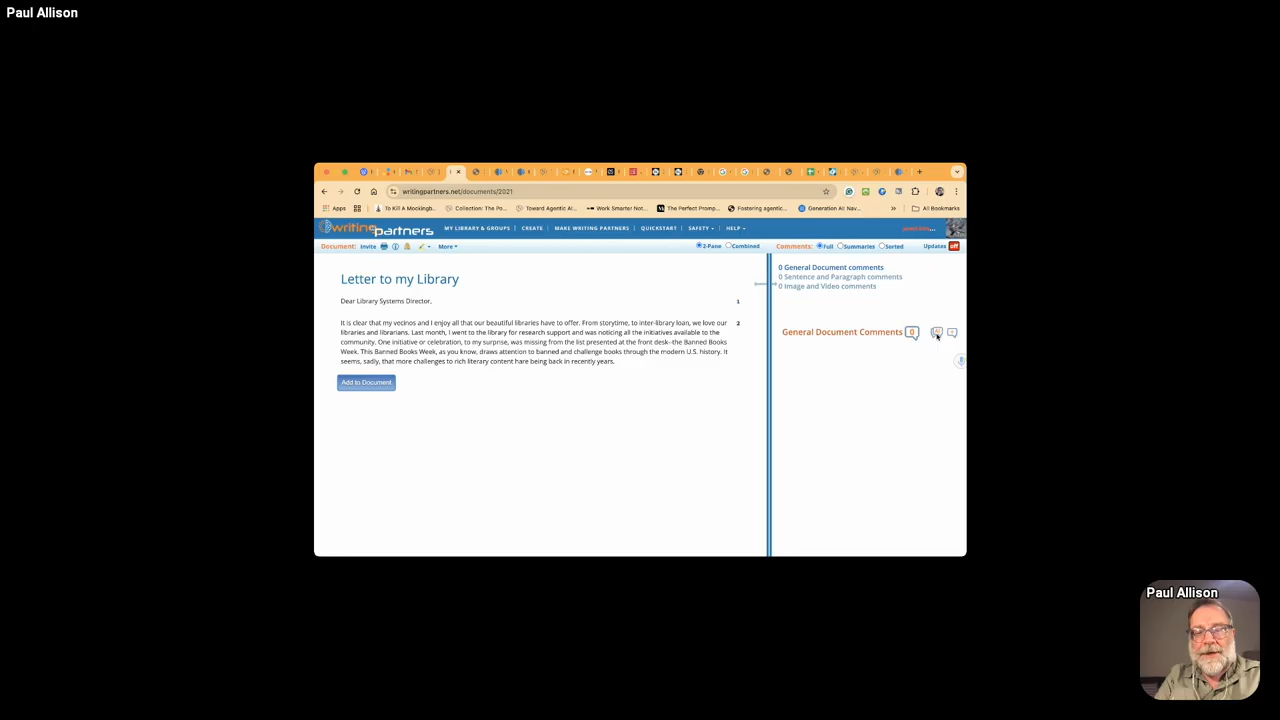 Paul Allison
writingpartners.net/documents/2021
Apps
To Kill A Mockingb...
Collection: The Po...
Toward Agentic AI...
Work Smarter Not...
The Perfect Promp...
Fostering agentic...
Generation AI: Nav...
»
All Bookmarks
writingpartners
MY LIBRARY & GROUPS
CREATE
MAKE WRITING PARTNERS
QUICKSTART
SAFETY
HELP
Document: Invite
More
2-Pane
Combined
Comments: Full
Summaries
Sorted
Updates off
Letter to my Library
Dear Library Systems Director,
1
It is clear that my vecinos and I enjoy all that our beautiful libraries have to offer. From storytime, to inter-library loan, we love our
2
libraries and librarians. Last month, I went to the library for research support and was noticing all the initiatives available to the
community. One initiative or celebration, to my surprise, was missing from the list presented at the front desk--the Banned Books
Week. This Banned Books Week, as you know, draws attention to banned and challenge books through the modern U.S. history. It
seems, sadly, that more challenges to rich literary content hare being back in recently years.
Add to Document
0 General Document comments
0 Sentence and Paragraph comments
0 Image and Video comments
General Document Comments 0
Paul Allison